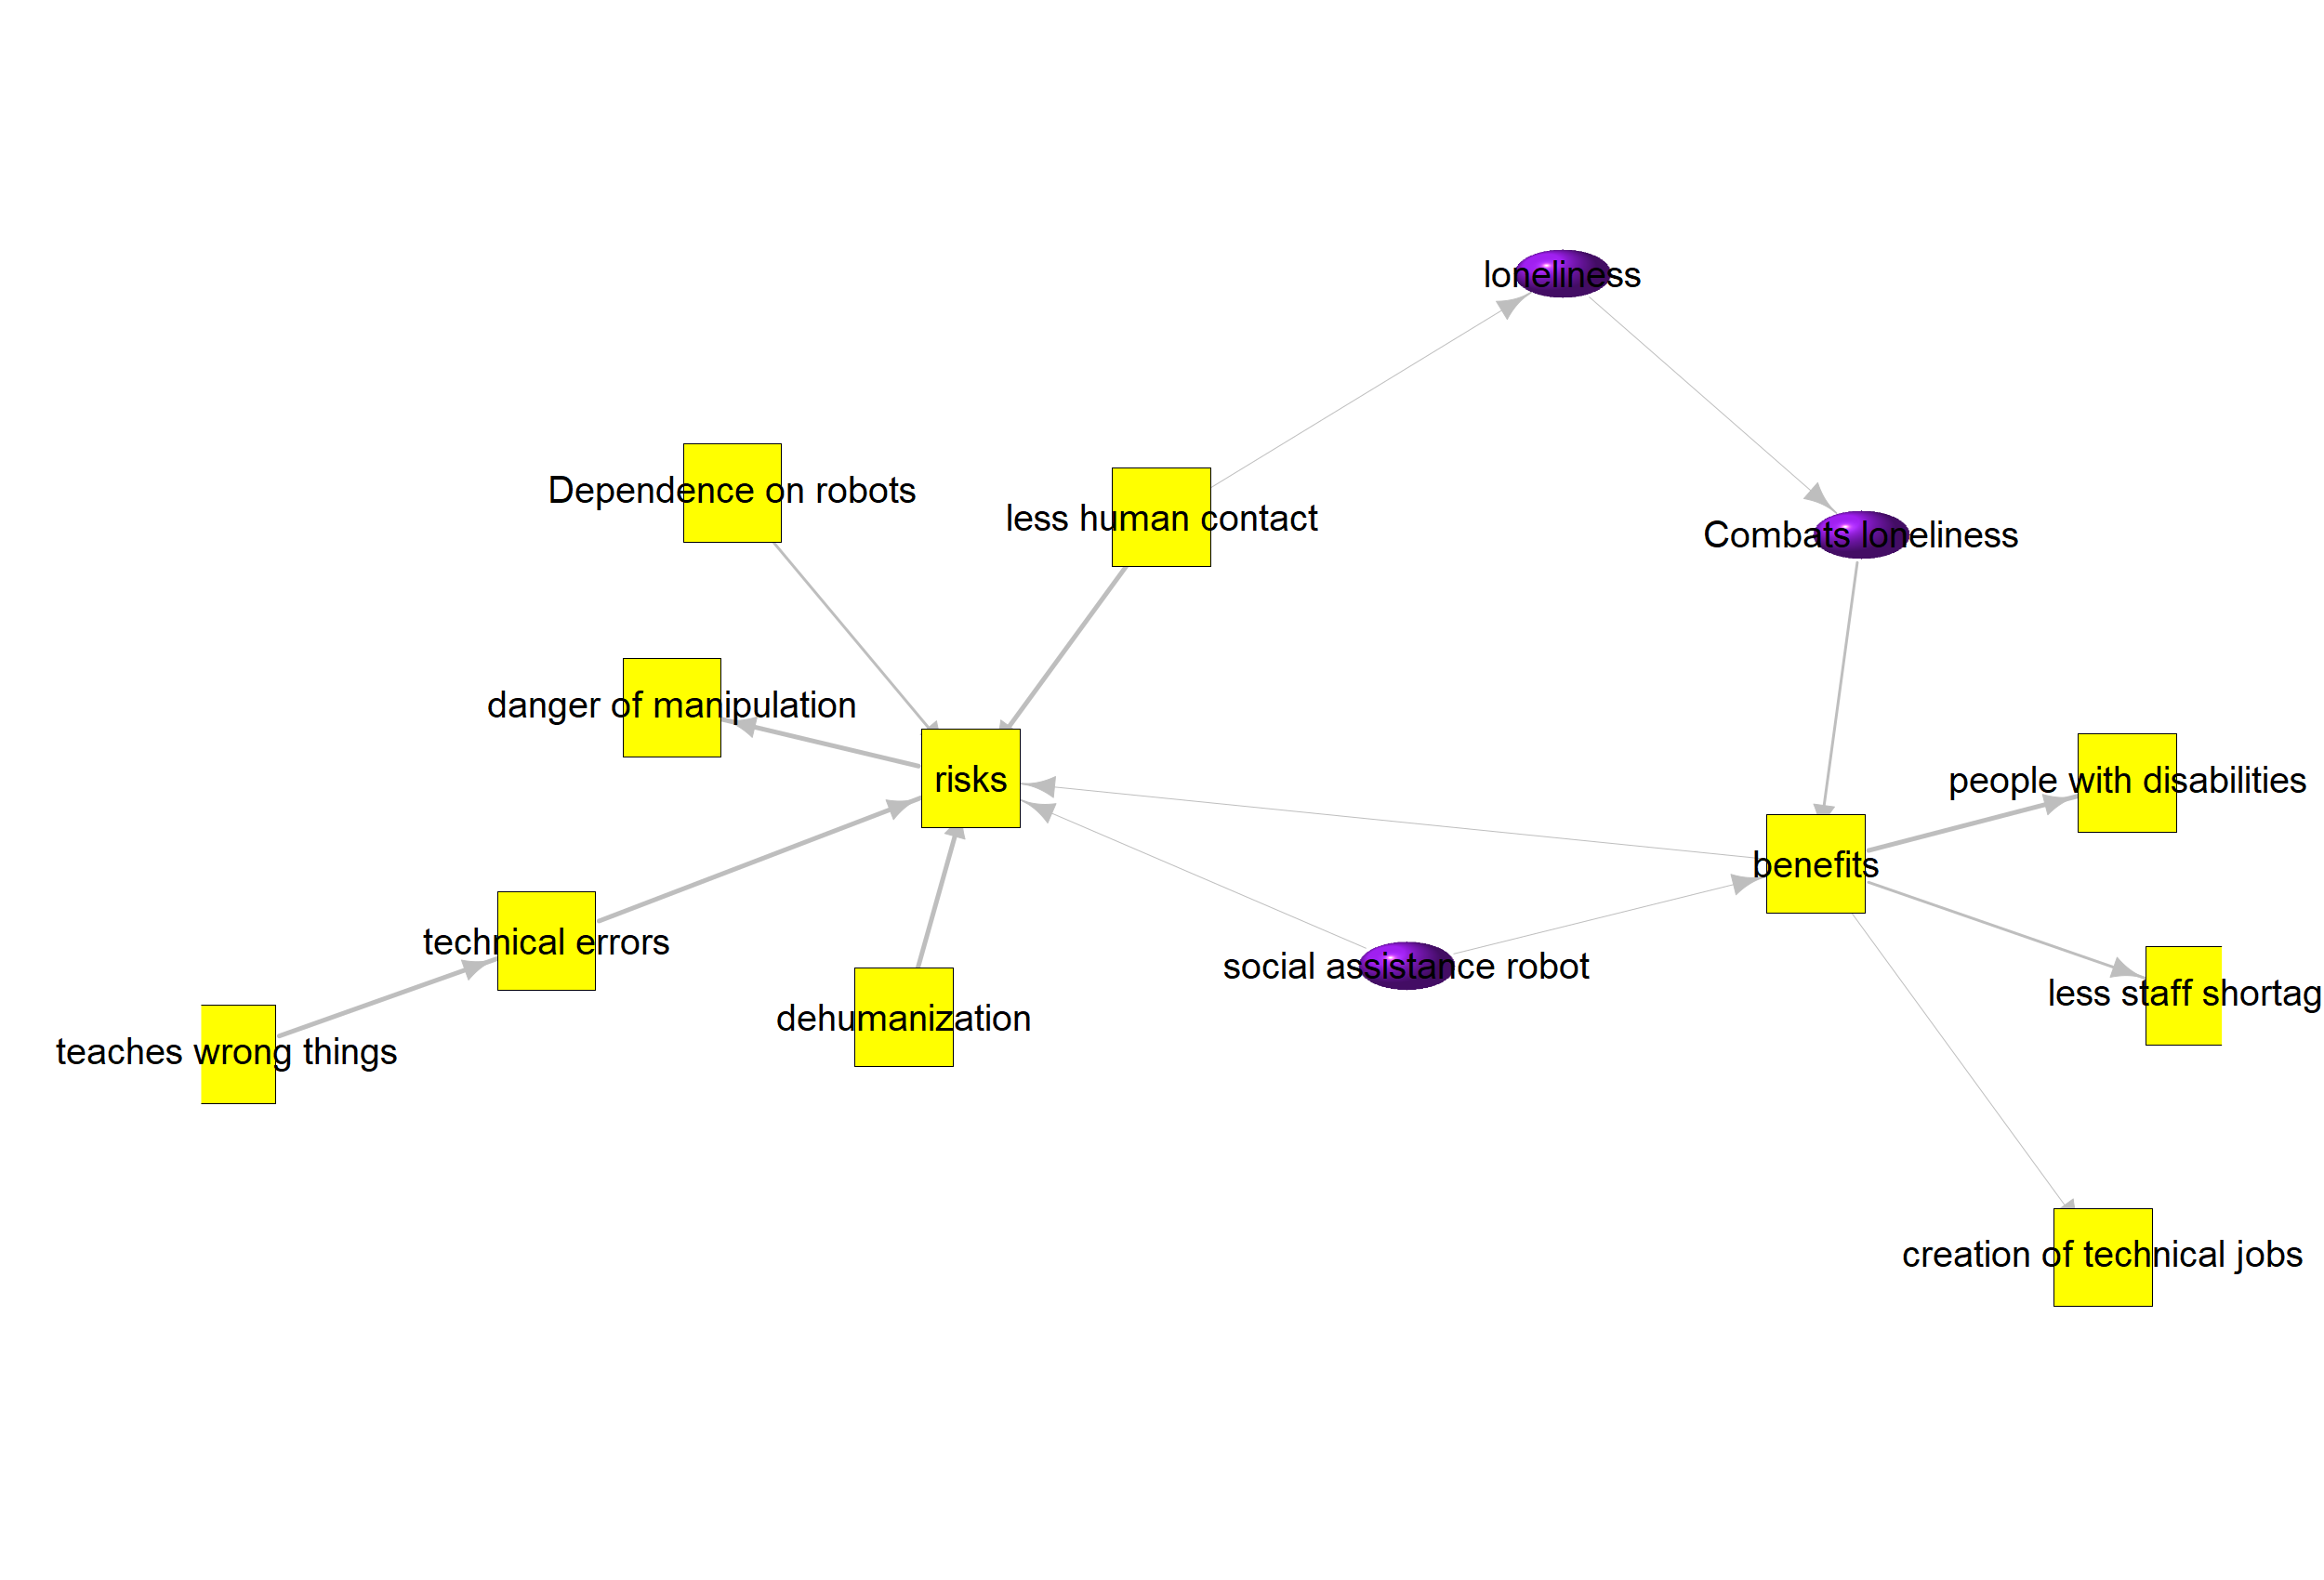 loneliness
Dependence on robots
less human contact
Combats loneliness
danger of manipulation
risks
people with disabilities
benefits
technical errors
social assistance robot
less staff shortag
dehumanization
teaches wrong things
creation of technical jobs